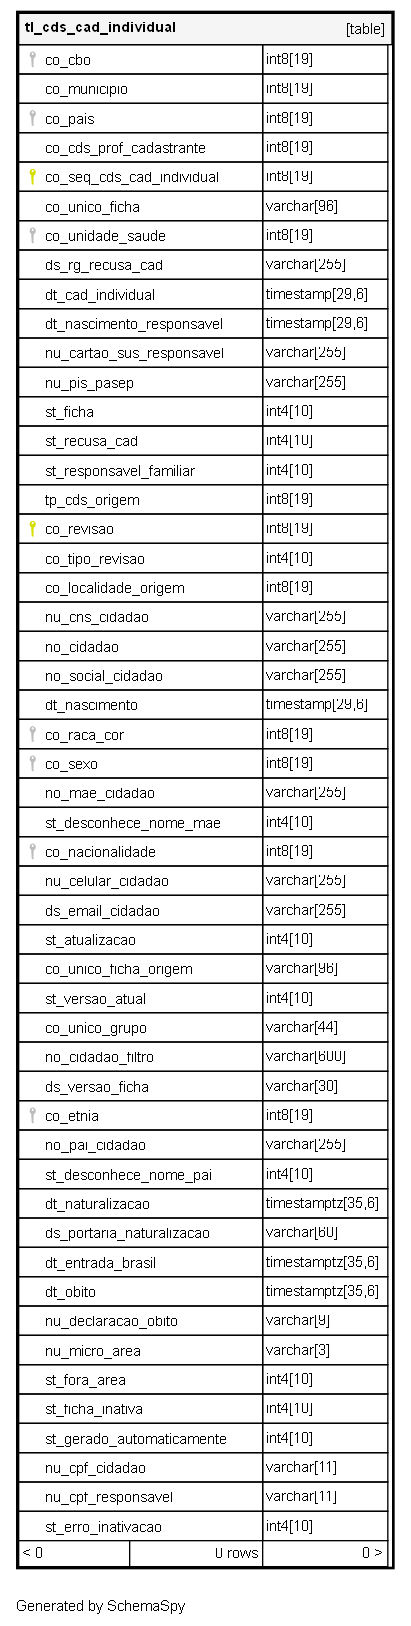 tl_cds_cad_individual [table]
co_cbo int8[19]
co_municipio int8[19]
co_pais int8[19]
co_cds_prof_cadastrante int8[19]
co_seq_cds_cad_individual int8[19]
co_unico_ficha varchar[96]
co_unidade_saude int8[19]
ds_rg_recusa_cad varchar[255]
dt_cad_individual timestamp[29,6]
dt_nascimento_responsavel timestamp[29,6]
nu_cartao_sus_responsavel varchar[255]
nu_pis_pasep varchar[255]
st_ficha int4[10]
st_recusa_cad int4[10]
st_responsavel_familiar int4[10]
tp_cds_origem int8[19]
co_revisao int8[19]
co_tipo_revisao int4[10]
co_localidade_origem int8[19]
nu_cns_cidadao varchar[255]
no_cidadao varchar[255]
no_social_cidadao varchar[255]
dt_nascimento timestamp[29,6]
co_raca_cor int8[19]
co_sexo int8[19]
no_mae_cidadao varchar[255]
st_desconhece_nome_mae int4[10]
co_nacionalidade int8[19]
nu_celular_cidadao varchar[255]
ds_email_cidadao varchar[255]
st_atualizacao int4[10]
co_unico_ficha_origem varchar[96]
st_versao_atual int4[10]
co_unico_grupo varchar[44]
no_cidadao_filtro varchar[600]
ds_versao_ficha varchar[30]
co_etnia int8[19]
no_pai_cidadao varchar[255]
st_desconhece_nome_pai int4[10]
dt_naturalizacao timestamptz[35,6]
ds_portaria_naturalizacao varchar[60]
dt_entrada_brasil timestamptz[35,6]
dt_obito timestamptz[35,6]
nu_declaracao_obito varchar[9]
nu_micro_area varchar[3]
st_fora_area int4[10]
st_ficha_inativa int4[10]
st_gerado_automaticamente int4[10]
nu_cpf_cidadao varchar[11]
nu_cpf_responsavel varchar[11]
st_erro_inativacao int4[10]
< 0 0 rows 0 >
Generated by SchemaSpy